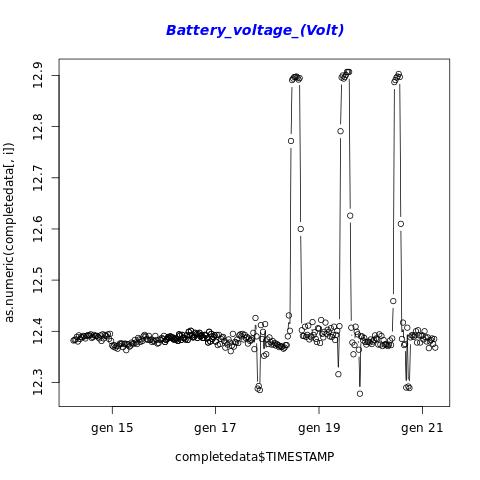 Battery_voltage_(Volt)
as.numeric(completedata[, i])
12.9
12.8
12.7
12.6
12.5
12.4
12.3
gen 15 gen 17 gen 19 gen 21
completedata$TIMESTAMP